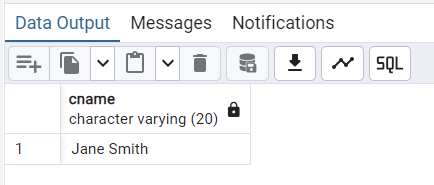 Data Output Messages Notifications
SQL
cname
character varying (20)
1 Jane Smith